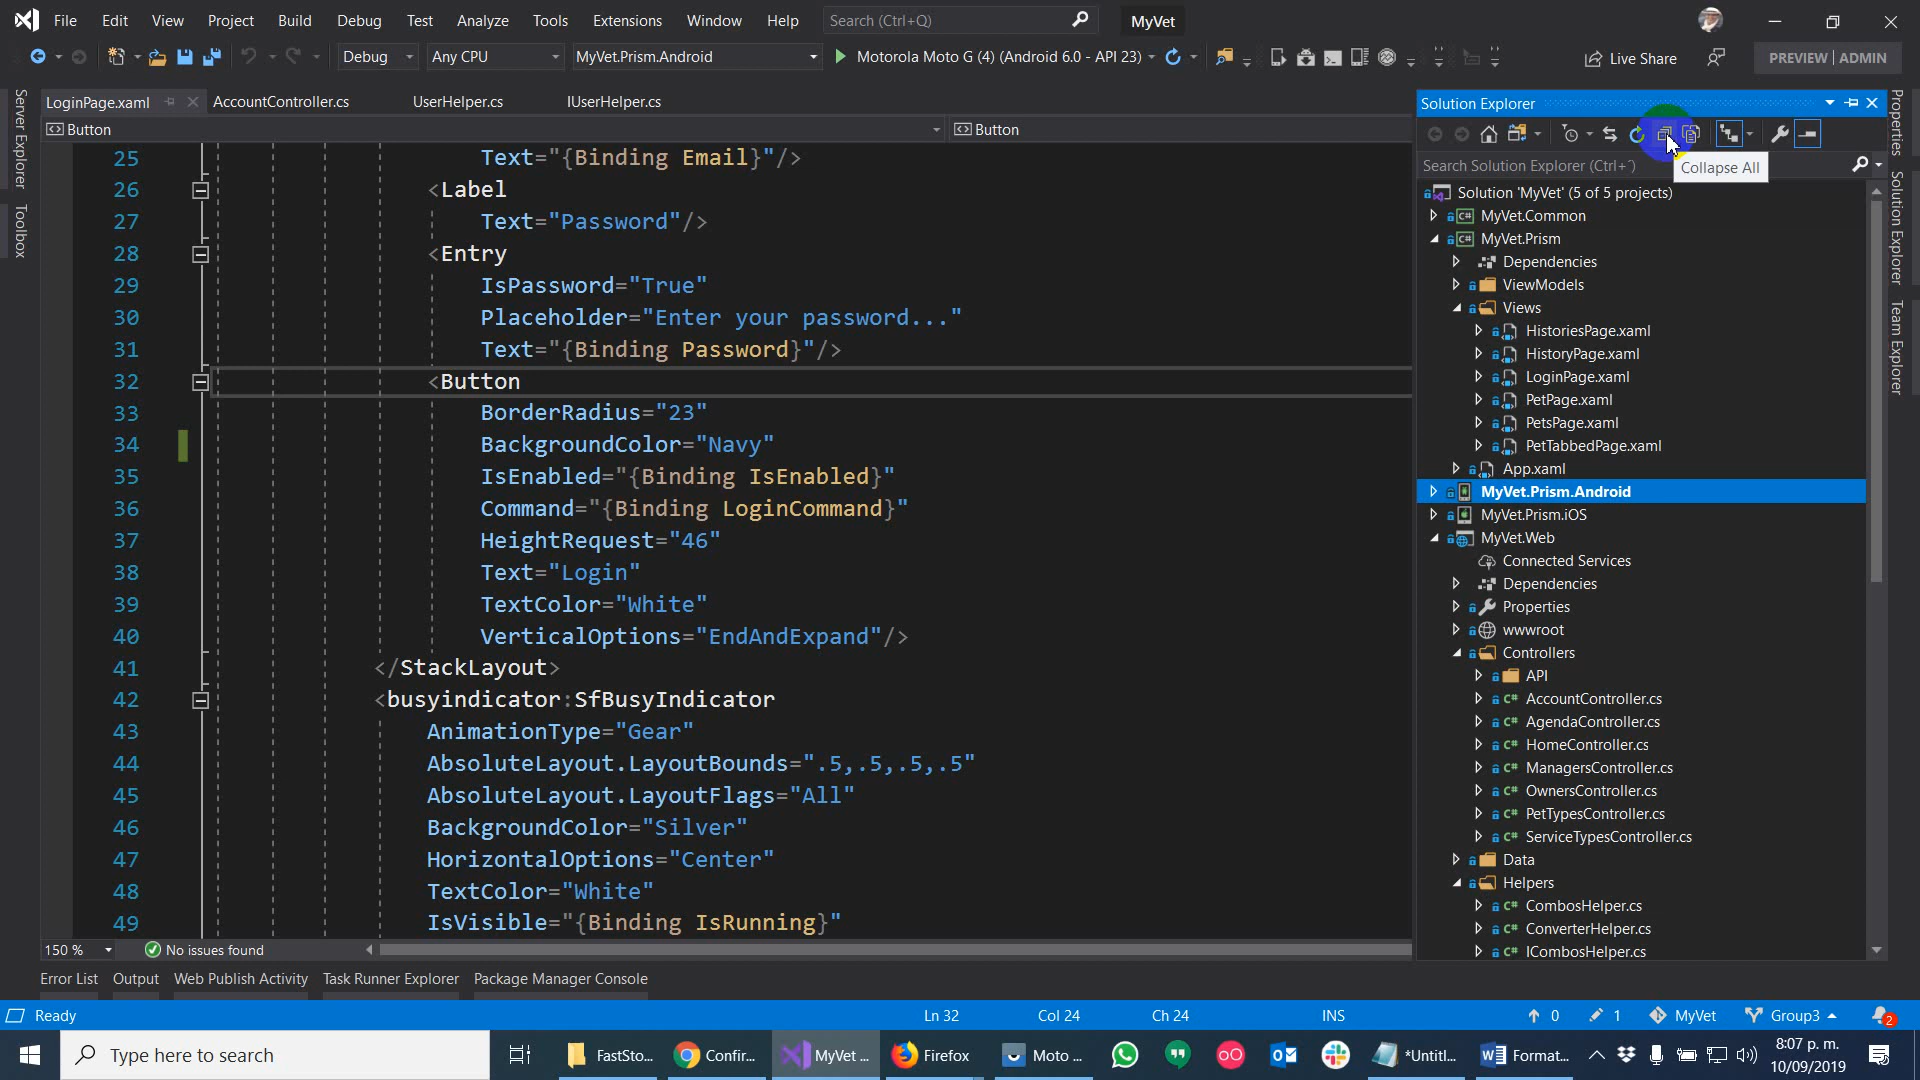 File Edit View Project Build Debug Test Analyze Tools Extensions Window Help Search (Ctrl+Q) MyVet
Debug Any CPU MyVet.Prism.Android Motorola Moto G (4) (Android 6.0 - API 23) Live Share PREVIEW | ADMIN
Server Explorer
Toolbox
LoginPage.xaml AccountController.cs UserHelper.cs IUserHelper.cs
Button Button
25 Text="{Binding Email}"/>
26 <Label
27 Text="Password"/>
28 <Entry
29 IsPassword="True"
30 Placeholder="Enter your password..."
31 Text="{Binding Password}"/>
32 <Button
33 BorderRadius="23"
34 BackgroundColor="Navy"
35 IsEnabled="{Binding IsEnabled}"
36 Command="{Binding LoginCommand}"
37 HeightRequest="46"
38 Text="Login"
39 TextColor="White"
40 VerticalOptions="EndAndExpand"/>
41 </StackLayout>
42 <busyindicator:SfBusyIndicator
43 AnimationType="Gear"
44 AbsoluteLayout.LayoutBounds=".5,.5,.5,.5"
45 AbsoluteLayout.LayoutFlags="All"
46 BackgroundColor="Silver"
47 HorizontalOptions="Center"
48 TextColor="White"
49 IsVisible="{Binding IsRunning}"
150 % No issues found
Solution Explorer
Search Solution Explorer (Ctrl+¨)
Collapse All
Solution 'MyVet' (5 of 5 projects)
MyVet.Common
MyVet.Prism
Dependencies
ViewModels
Views
HistoriesPage.xaml
HistoryPage.xaml
LoginPage.xaml
PetPage.xaml
PetsPage.xaml
PetTabbedPage.xaml
App.xaml
MyVet.Prism.Android
MyVet.Prism.iOS
MyVet.Web
Connected Services
Dependencies
Properties
wwwroot
Controllers
API
AccountController.cs
AgendaController.cs
HomeController.cs
ManagersController.cs
OwnersController.cs
PetTypesController.cs
ServiceTypesController.cs
Data
Helpers
CombosHelper.cs
ConverterHelper.cs
ICombosHelper.cs
Properties
Solution Explorer
Team Explorer
Error List Output Web Publish Activity Task Runner Explorer Package Manager Console
Ready Ln 32 Col 24 Ch 24 INS 0 1 MyVet Group3 2
Type here to search FastSto... Confir... MyVet ... Firefox Moto ... *Untitl... Format... 8:07 p. m.
10/09/2019